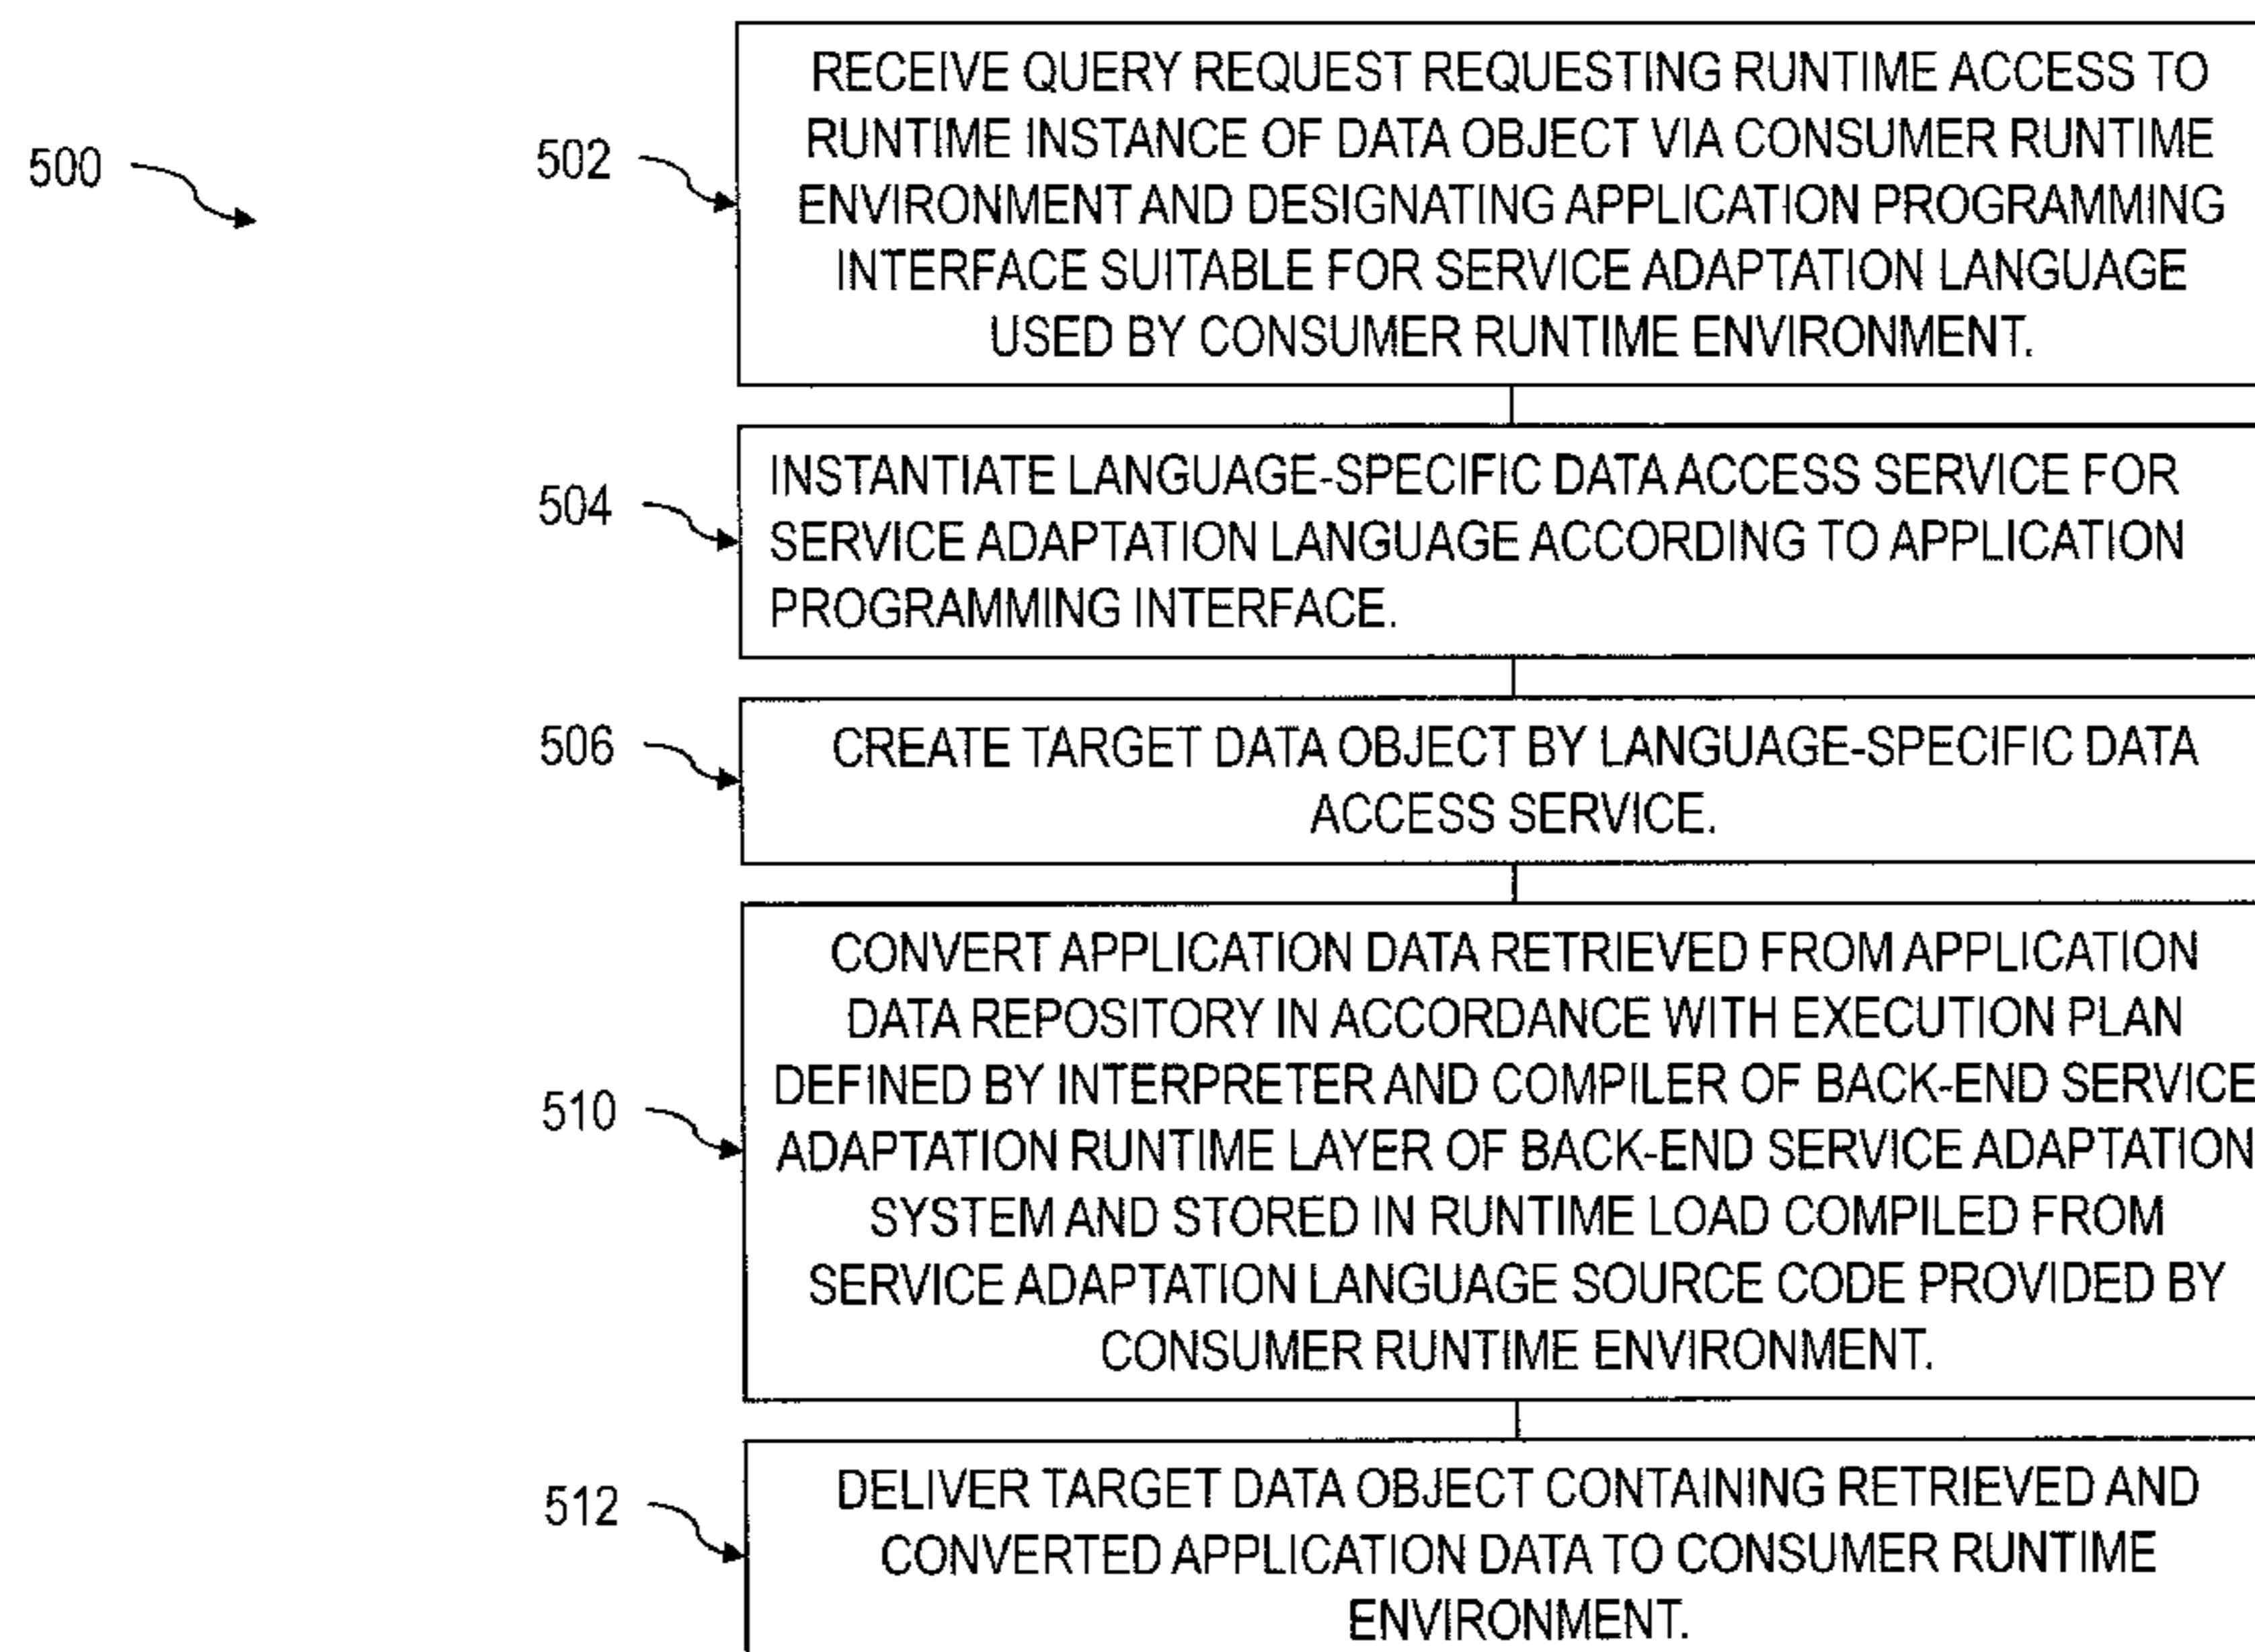 500
502
RECEIVE QUERY REQUEST REQUESTING RUNTIME ACCESS TO
RUNTIME INSTANCE OF DATA OBJECT VIA CONSUMER RUNTIME
ENVIRONMENT AND DESIGNATING APPLICATION PROGRAMMING
INTERFACE SUITABLE FOR SERVICE ADAPTATION LANGUAGE
USED BY CONSUMER RUNTIME ENVIRONMENT.
504
INSTANTIATE LANGUAGE-SPECIFIC DATA ACCESS SERVICE FOR
SERVICE ADAPTATION LANGUAGE ACCORDING TO APPLICATION
PROGRAMMING INTERFACE.
506
CREATE TARGET DATA OBJECT BY LANGUAGE-SPECIFIC DATA
ACCESS SERVICE.
510
CONVERT APPLICATION DATA RETRIEVED FROM APPLICATION
DATA REPOSITORY IN ACCORDANCE WITH EXECUTION PLAN
DEFINED BY INTERPRETER AND COMPILER OF BACK-END SERVICE
ADAPTATION RUNTIME LAYER OF BACK-END SERVICE ADAPTATION
SYSTEM AND STORED IN RUNTIME LOAD COMPILED FROM
SERVICE ADAPTATION LANGUAGE SOURCE CODE PROVIDED BY
CONSUMER RUNTIME ENVIRONMENT.
512
DELIVER TARGET DATA OBJECT CONTAINING RETRIEVED AND
CONVERTED APPLICATION DATA TO CONSUMER RUNTIME
ENVIRONMENT.